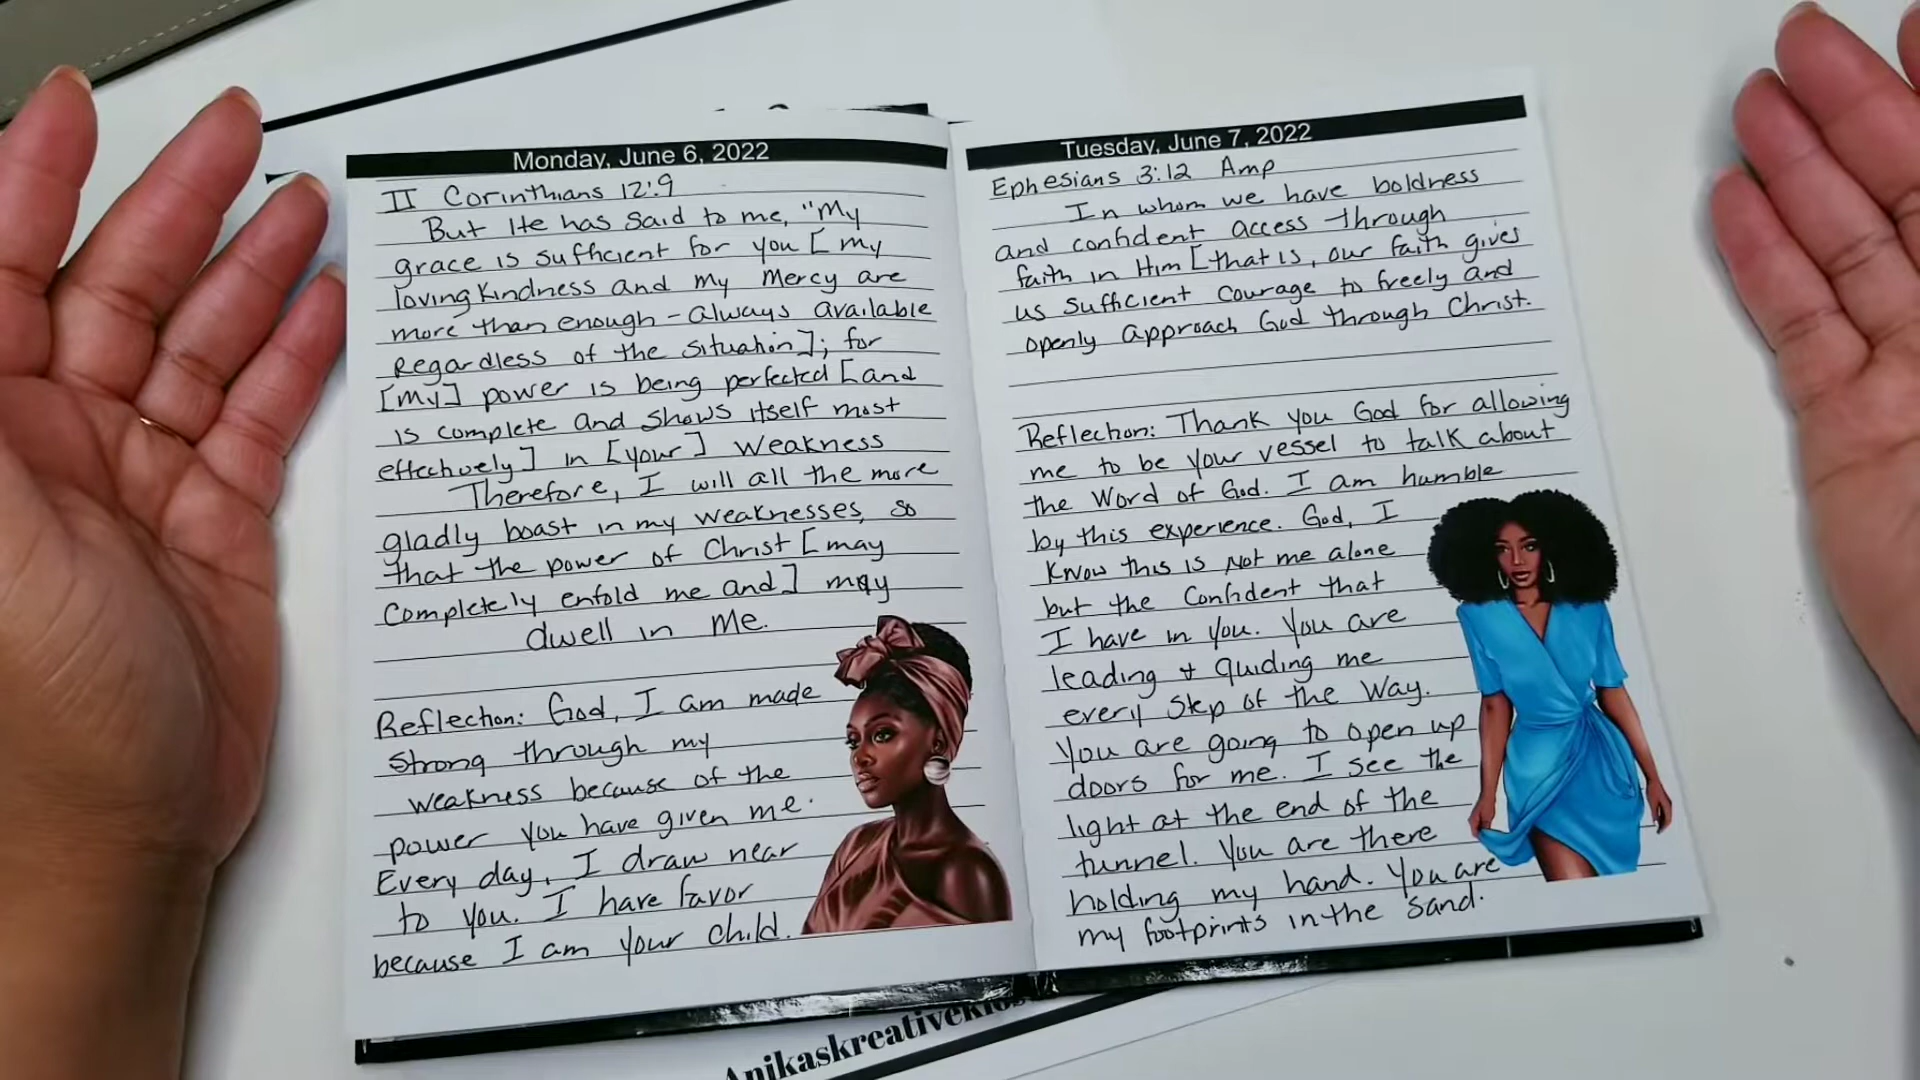 Monday, June 6, 2022
II Corinthians 12:9
But He has said to me, "My
grace is sufficient for you [my
lovingkindness and my Mercy are
more than enough - always available
Regardless of the situation]; for
[my] power is being perfected [and
is complete and shows itself most
effectively] in [your] weakness
Therefore, I will all the more
gladly boast in my weaknesses, so
that the power of Christ [may
completely enfold me and] may
dwell in me.
Reflection: God, I am made
strong through my
weakness because of the
power you have given me.
Every day, I draw near
to you. I have favor
because I am your child.
Tuesday, June 7, 2022
Ephesians 3:12 Amp
In whom we have boldness
and confident access through
faith in Him [that is, our faith gives
us sufficient courage to freely and
openly approach God through Christ.
Reflection: Thank you God for allowing
me to be your vessel to talk about
the Word of God. I am humble
by this experience. God, I
Know this is Not me alone
but the Confident that
I have in you. You are
leading + quiding me
every step of the way.
You are going to open up
doors for me. I see the
light at the end of the
tunnel. You are there
holding my hand. You are
my footprints in the sand.